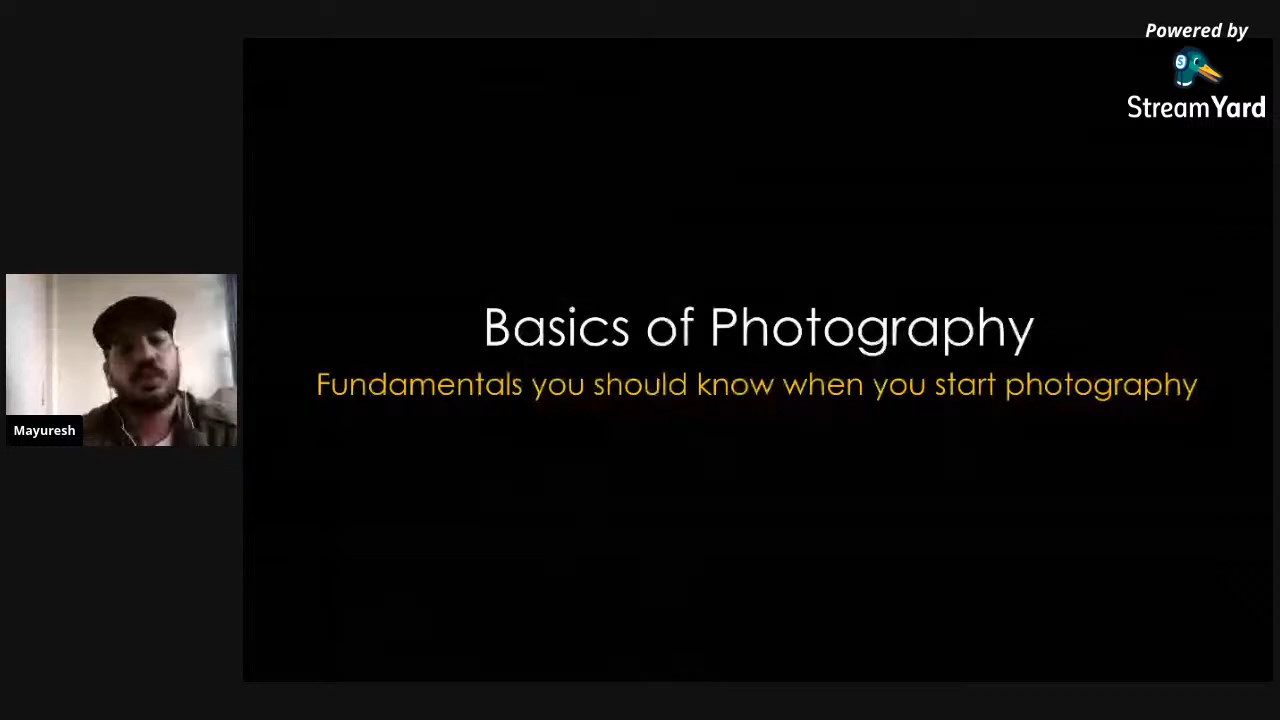 Powered by
StreamYard
Basics of Photography
Fundamentals you should know when you start photography
Mayuresh